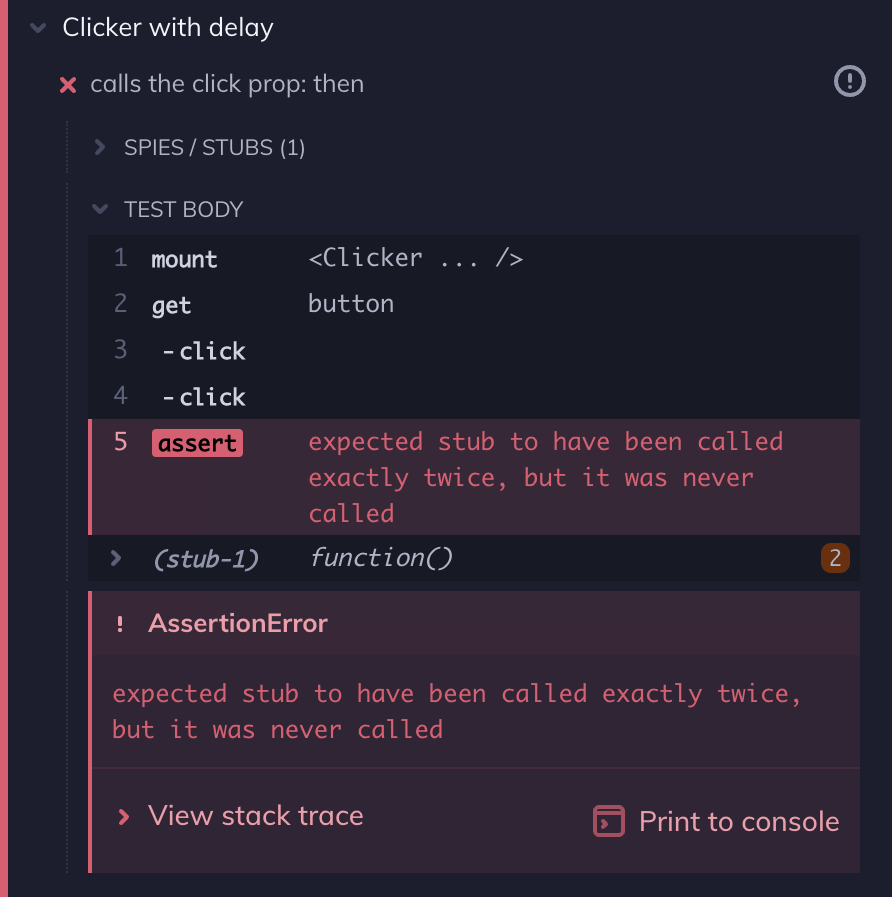 Clicker with delay
calls the click prop: then
SPIES / STUBS (1)
TEST BODY
1 mount <Clicker ... />
2 get button
3 -click
4 -click
5 assert expected stub to have been called
exactly twice, but it was never
called
(stub-1) function() 2
! AssertionError
expected stub to have been called exactly twice,
but it was never called
View stack trace
Print to console